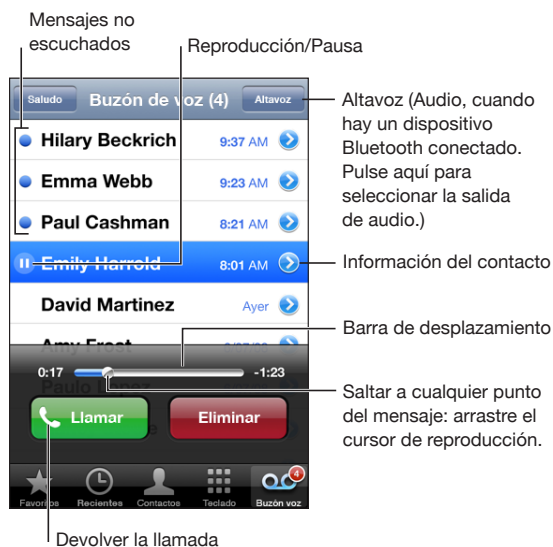 Mensajes no
escuchados
Reproducción/Pausa
Saludo
Buzón de voz (4)
Altavoz
Altavoz (Audio, cuando
hay un dispositivo
Bluetooth conectado.
Pulse aquí para
seleccionar la salida
de audio.)
Hilary Beckrich
9:37 AM
Emma Webb
9:23 AM
Paul Cashman
8:21 AM
Emily Harrold
8:01 AM
Información del contacto
David Martinez
Ayer
Barra de desplazamiento
Amy Frost
0:17
-1:23
Paulo Lopez
Saltar a cualquier punto
del mensaje: arrastre el
cursor de reproducción.
Llamar
Eliminar
4
Favoritos
Recientes
Contactos
Teclado
Buzón voz
Devolver la llamada